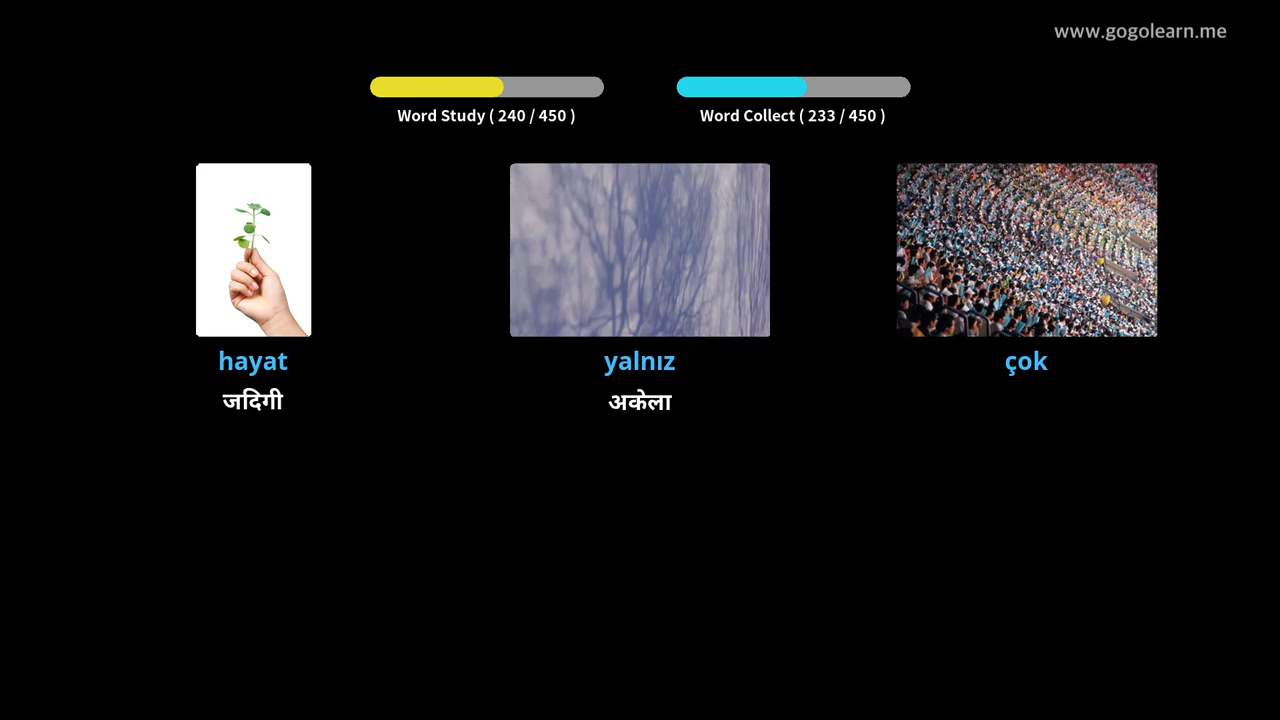 www.gogolearn.me
Word Study ( 240 / 450 )
Word Collect ( 233 / 450 )
hayat
yalnız
çok
जदिगी
अकेला